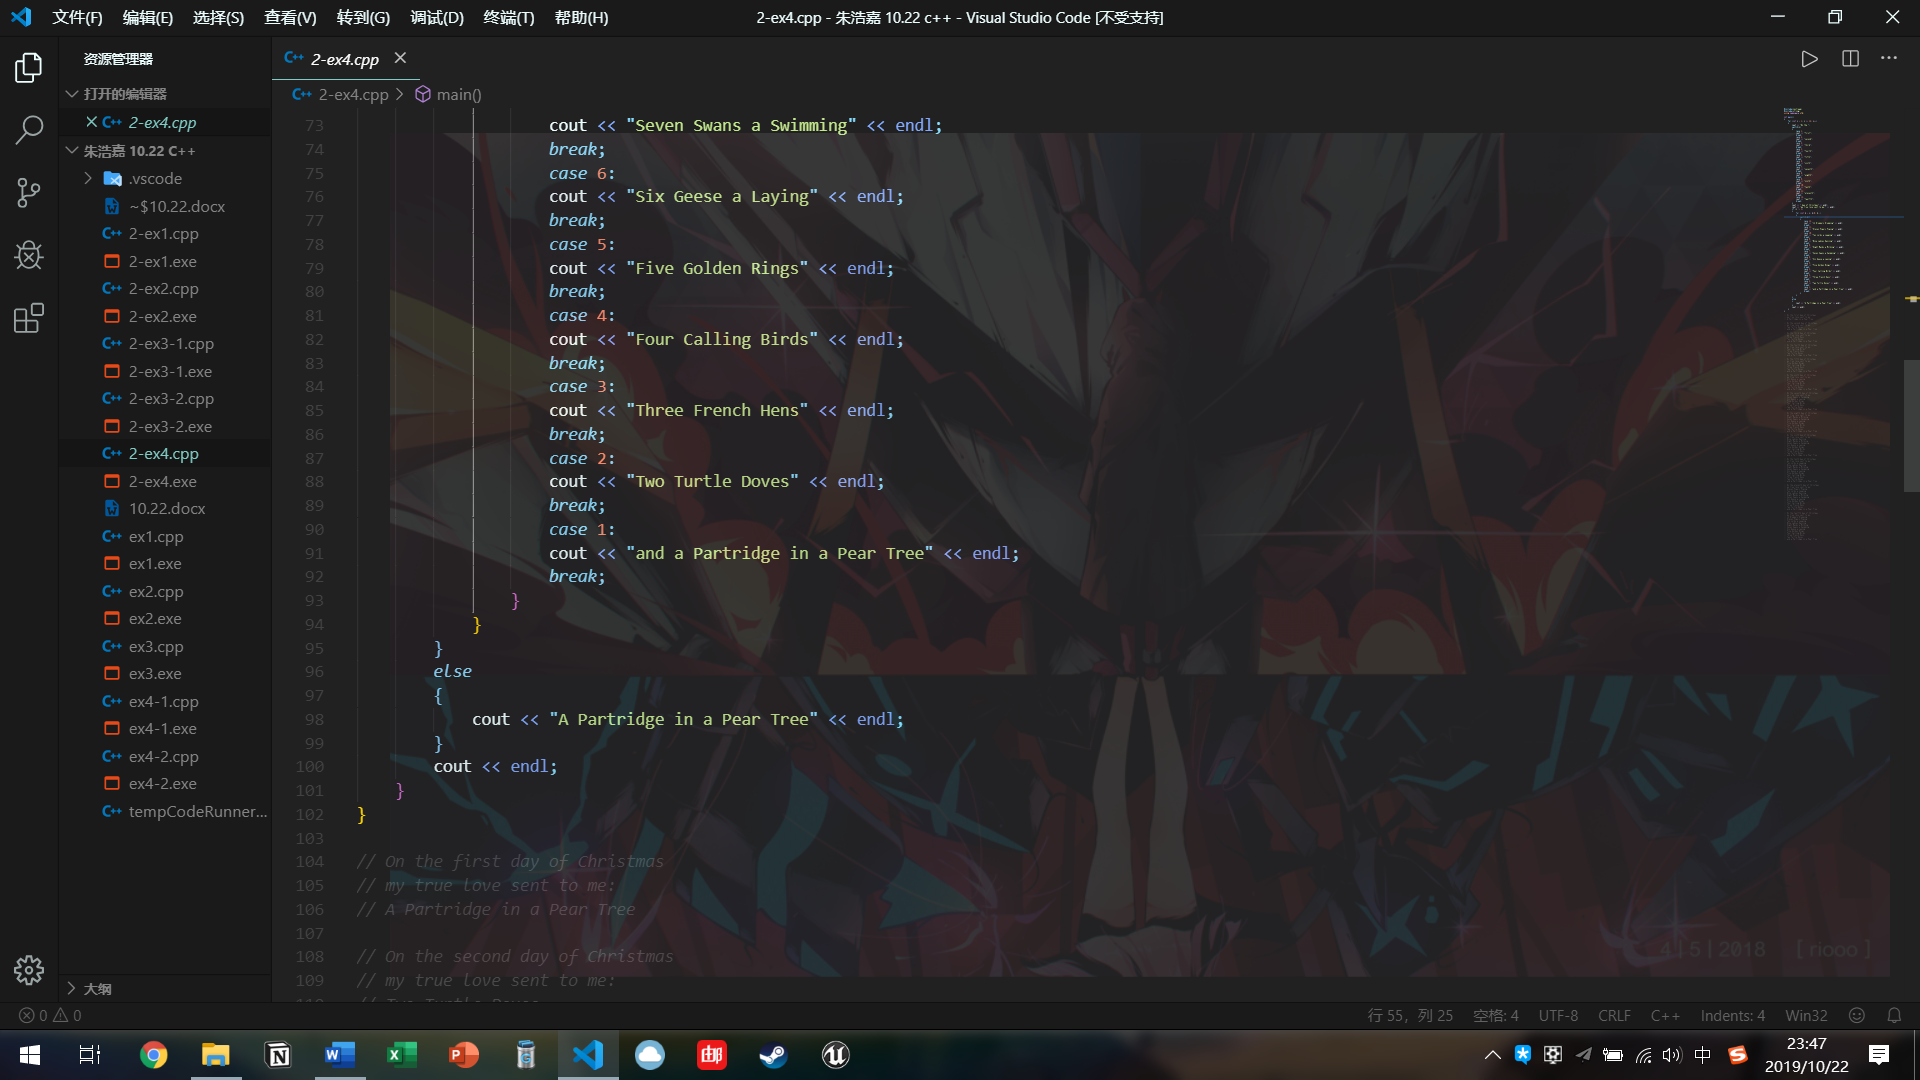 文件(F) 编辑(E) 选择(S) 查看(V) 转到(G) 调试(D) 终端(T) 帮助(H) 2-ex4.cpp - 朱浩嘉 10.22 c++ - Visual Studio Code [不受支持]
资源管理器
打开的编辑器
2-ex4.cpp
朱浩嘉 10.22 C++
.vscode
~$10.22.docx
2-ex1.cpp
2-ex1.exe
2-ex2.cpp
2-ex2.exe
2-ex3-1.cpp
2-ex3-1.exe
2-ex3-2.cpp
2-ex3-2.exe
2-ex4.cpp
2-ex4.exe
10.22.docx
ex1.cpp
ex1.exe
ex2.cpp
ex2.exe
ex3.cpp
ex3.exe
ex4-1.cpp
ex4-1.exe
ex4-2.cpp
ex4-2.exe
tempCodeRunner...
大纲
2-ex4.cpp
2-ex4.cpp > main()
73 cout << "Seven Swans a Swimming" << endl;
74 break;
75 case 6:
76 cout << "Six Geese a Laying" << endl;
77 break;
78 case 5:
79 cout << "Five Golden Rings" << endl;
80 break;
81 case 4:
82 cout << "Four Calling Birds" << endl;
83 break;
84 case 3:
85 cout << "Three French Hens" << endl;
86 break;
87 case 2:
88 cout << "Two Turtle Doves" << endl;
89 break;
90 case 1:
91 cout << "and a Partridge in a Pear Tree" << endl;
92 break;
93 }
94 }
95 }
96 else
97 {
98 cout << "A Partridge in a Pear Tree" << endl;
99 }
100 cout << endl;
101 }
102 }
103
104 // On the first day of Christmas
105 // my true love sent to me:
106 // A Partridge in a Pear Tree
107
108 // On the second day of Christmas
109 // my true love sent to me:
110 // Two Turtle Doves
4|5|2018 [ riooo ]
0 0 行 55，列 25 空格: 4 UTF-8 CRLF C++ Indents: 4 Win32
中 23:47
2019/10/22